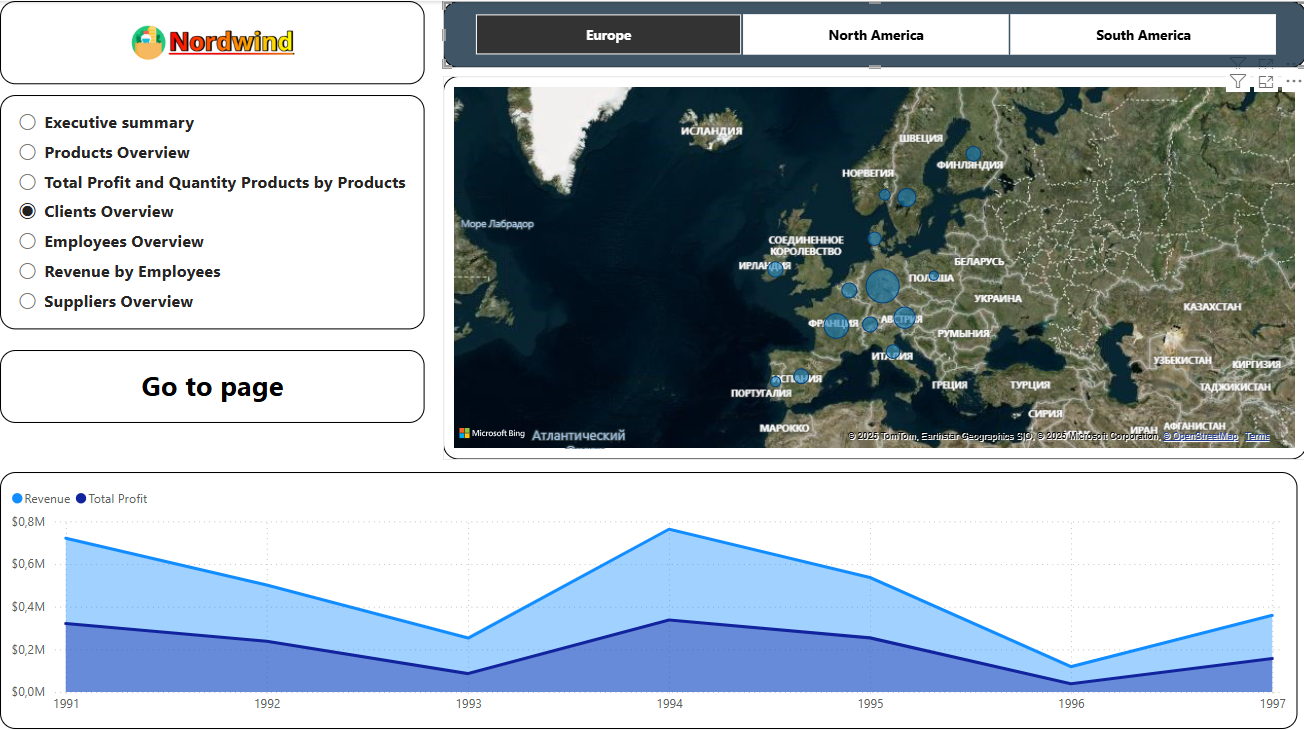 Nordwind
Europe
North America
South America
Executive summary
Products Overview
Total Profit and Quantity Products by Products
Clients Overview
Employees Overview
Revenue by Employees
Suppliers Overview
Go to page
ИСЛАНДИЯ
ШВЕЦИЯ
ФИНЛЯНДИЯ
НОРВЕГИЯ
Море Лабрадор
СОЕДИНЕННОЕ
КОРОЛЕВСТВО
ИРЛАНДИЯ
БЕЛАРУСЬ
ПОЛЬША
УКРАИНА
КАЗАХСТАН
ФРАНЦИЯ
АВСТРИЯ
РУМЫНИЯ
ИТАЛИЯ
УЗБЕКИСТАН
КИРГИЗИЯ
ИСПАНИЯ
ПОРТУГАЛИЯ
ГРЕЦИЯ
ТУРЦИЯ
ТАДЖИКИСТАН
СИРИЯ
МАРОККО
ИРАН
АФГАНИСТАН
Microsoft Bing
Атлантический
© 2025 TomTom, Earthstar Geographics SIO, © 2025 Microsoft Corporation, © OpenStreetMap Terms
Revenue Total Profit
$0,8M
$0,6M
$0,4M
$0,2M
$0,0M
1991 1992 1993 1994 1995 1996 1997